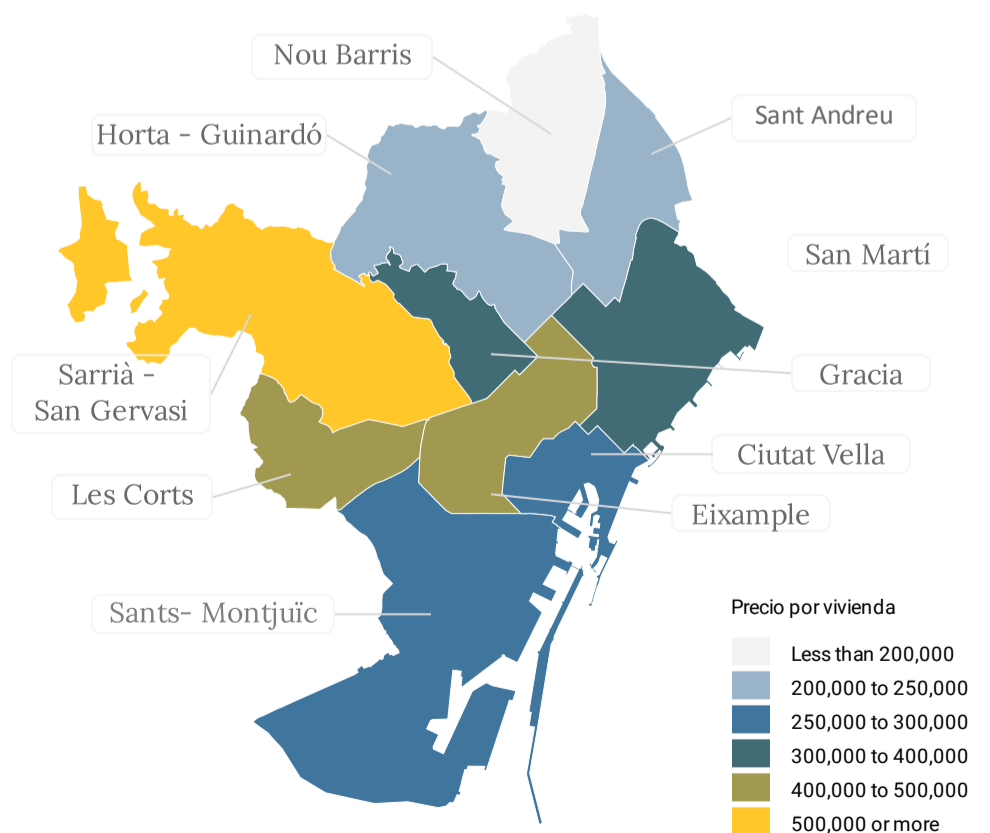 Nou Barris
Sant Andreu
Horta - Guinardó
San Martí
Sarrià -
San Gervasi
Gracia
Ciutat Vella
Les Corts
Eixample
Sants- Montjuïc
Precio por vivienda
Less than 200,000
200,000 to 250,000
250,000 to 300,000
300,000 to 400,000
400,000 to 500,000
500,000 or more